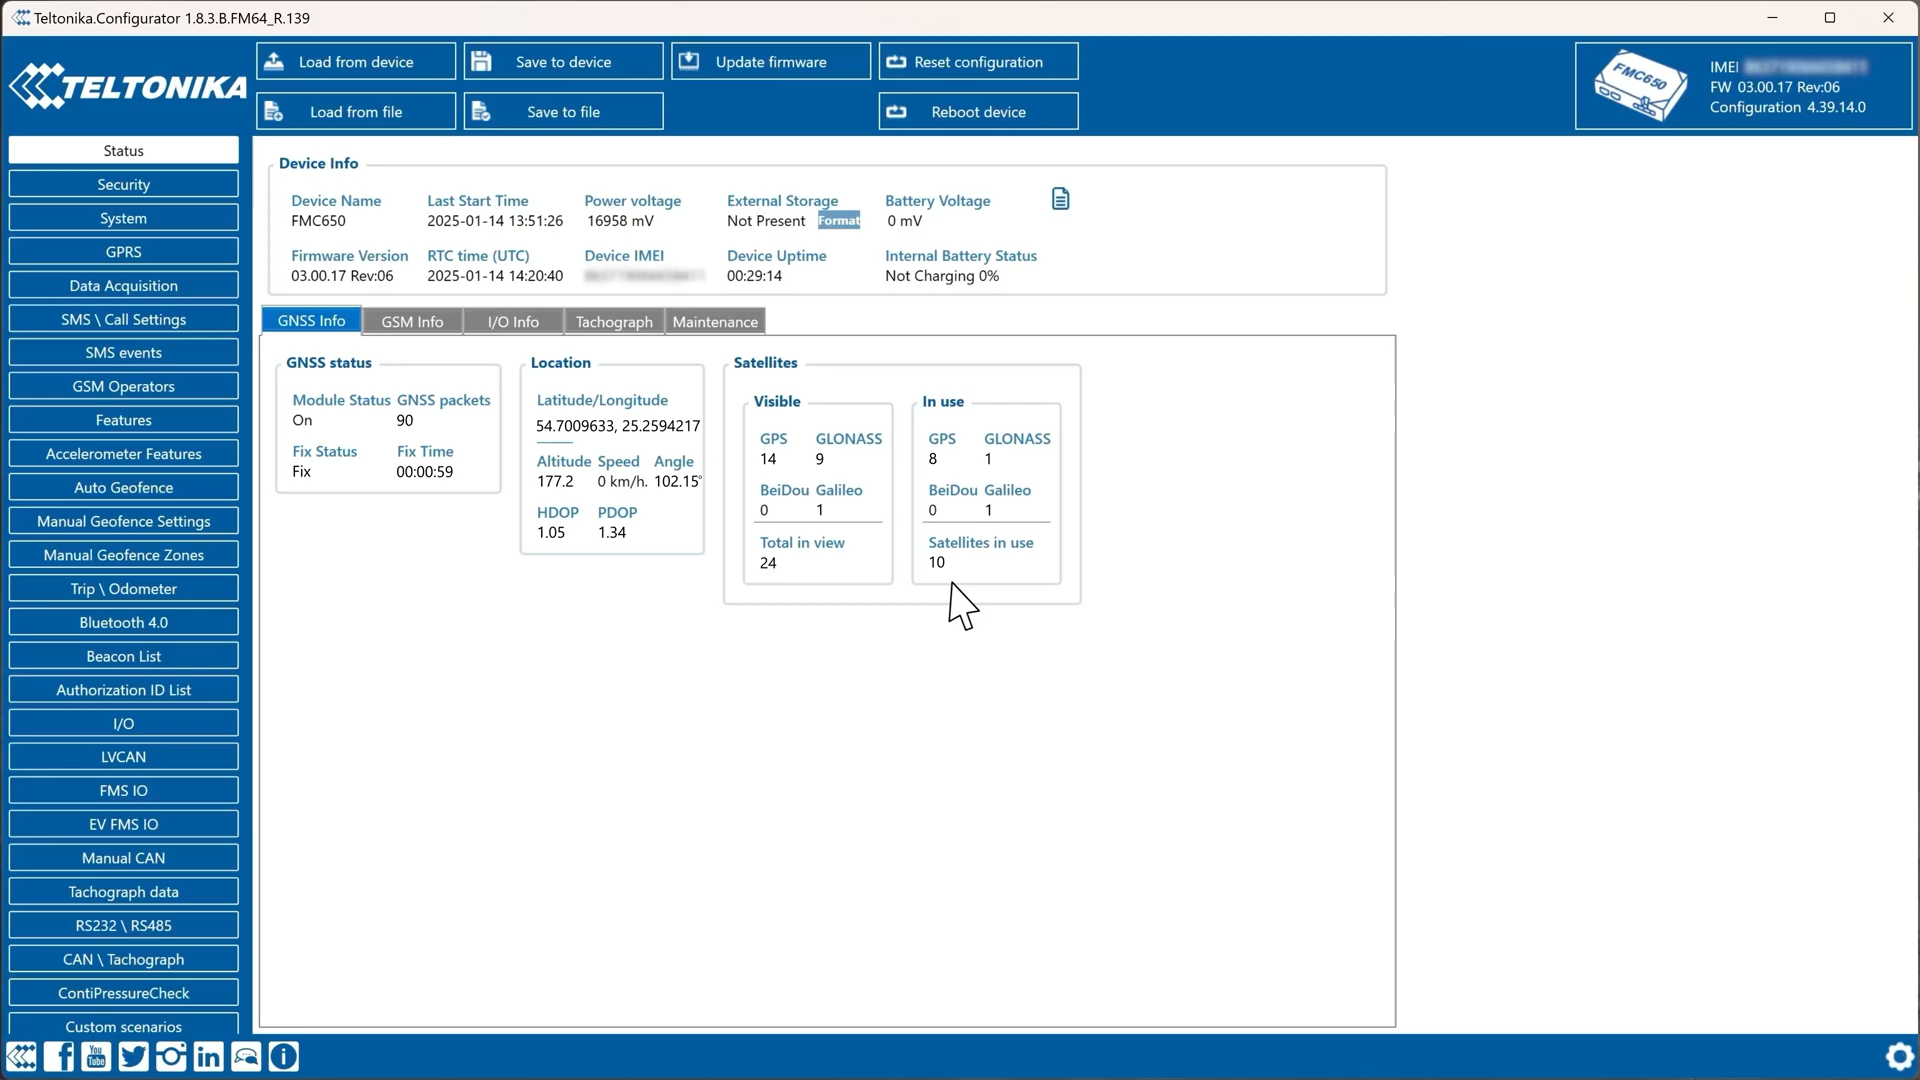 Teltonika.Configurator 1.8.3.B.FM64_R.139
TELTONIKA
Load from device
Save to device
Update firmware
Reset configuration
Load from file
Save to file
Reboot device
FMC650
IMEI
FW 03.00.17 Rev:06
Configuration 4.39.14.0
Status
Security
System
GPRS
Data Acquisition
SMS \ Call Settings
SMS events
GSM Operators
Features
Accelerometer Features
Auto Geofence
Manual Geofence Settings
Manual Geofence Zones
Trip \ Odometer
Bluetooth 4.0
Beacon List
Authorization ID List
I/O
LVCAN
FMS IO
EV FMS IO
Manual CAN
Tachograph data
RS232 \ RS485
CAN \ Tachograph
ContiPressureCheck
Custom scenarios
Device Info
Device Name Last Start Time Power voltage External Storage Battery Voltage
FMC650 2025-01-14 13:51:26 16958 mV Not Present Format 0 mV
Firmware Version RTC time (UTC) Device IMEI Device Uptime Internal Battery Status
03.00.17 Rev:06 2025-01-14 14:20:40 00:29:14 Not Charging 0%
GNSS Info GSM Info I/O Info Tachograph Maintenance
GNSS status
Module Status GNSS packets
On 90
Fix Status Fix Time
Fix 00:00:59
Location
Latitude/Longitude
54.7009633, 25.2594217
Altitude Speed Angle
177.2 0 km/h. 102.15°
HDOP PDOP
1.05 1.34
Satellites
Visible
GPS GLONASS
14 9
BeiDou Galileo
0 1
Total in view
24
In use
GPS GLONASS
8 1
BeiDou Galileo
0 1
Satellites in use
10
You
Tube